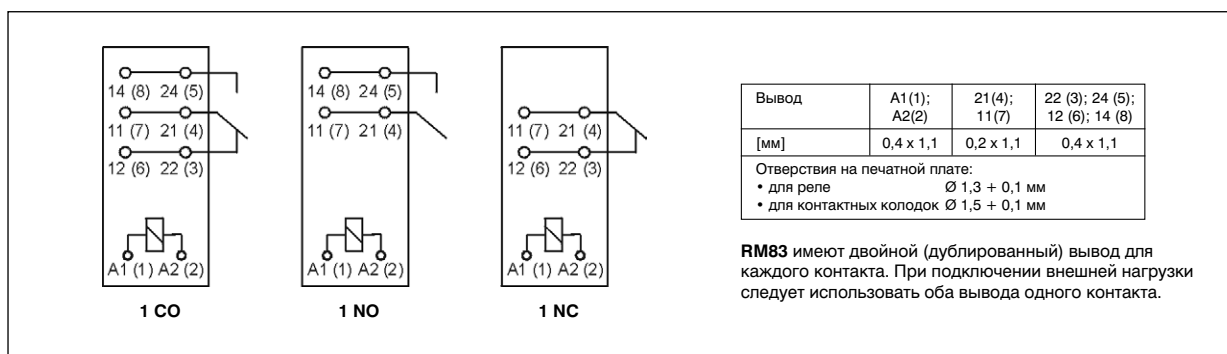 14 (8) 24 (5)
11 (7) 21 (4)
12 (6) 22 (3)
A1 (1) A2 (2)
1 CO
14 (8) 24 (5)
11 (7) 21 (4)
A1 (1) A2 (2)
1 NO
11 (7) 21 (4)
12 (6) 22 (3)
A1 (1) A2 (2)
1 NC
Вывод A1(1); 21(4); 22 (3); 24 (5);
A2(2) 11(7) 12 (6); 14 (8)
[мм] 0,4 x 1,1 0,2 x 1,1 0,4 x 1,1
Отверстия на печатной плате:
• для реле Ø 1,3 + 0,1 мм
• для контактных колодок Ø 1,5 + 0,1 мм
RM83 имеют двойной (дублированный) вывод для
каждого контакта. При подключении внешней нагрузки
следует использовать оба вывода одного контакта.